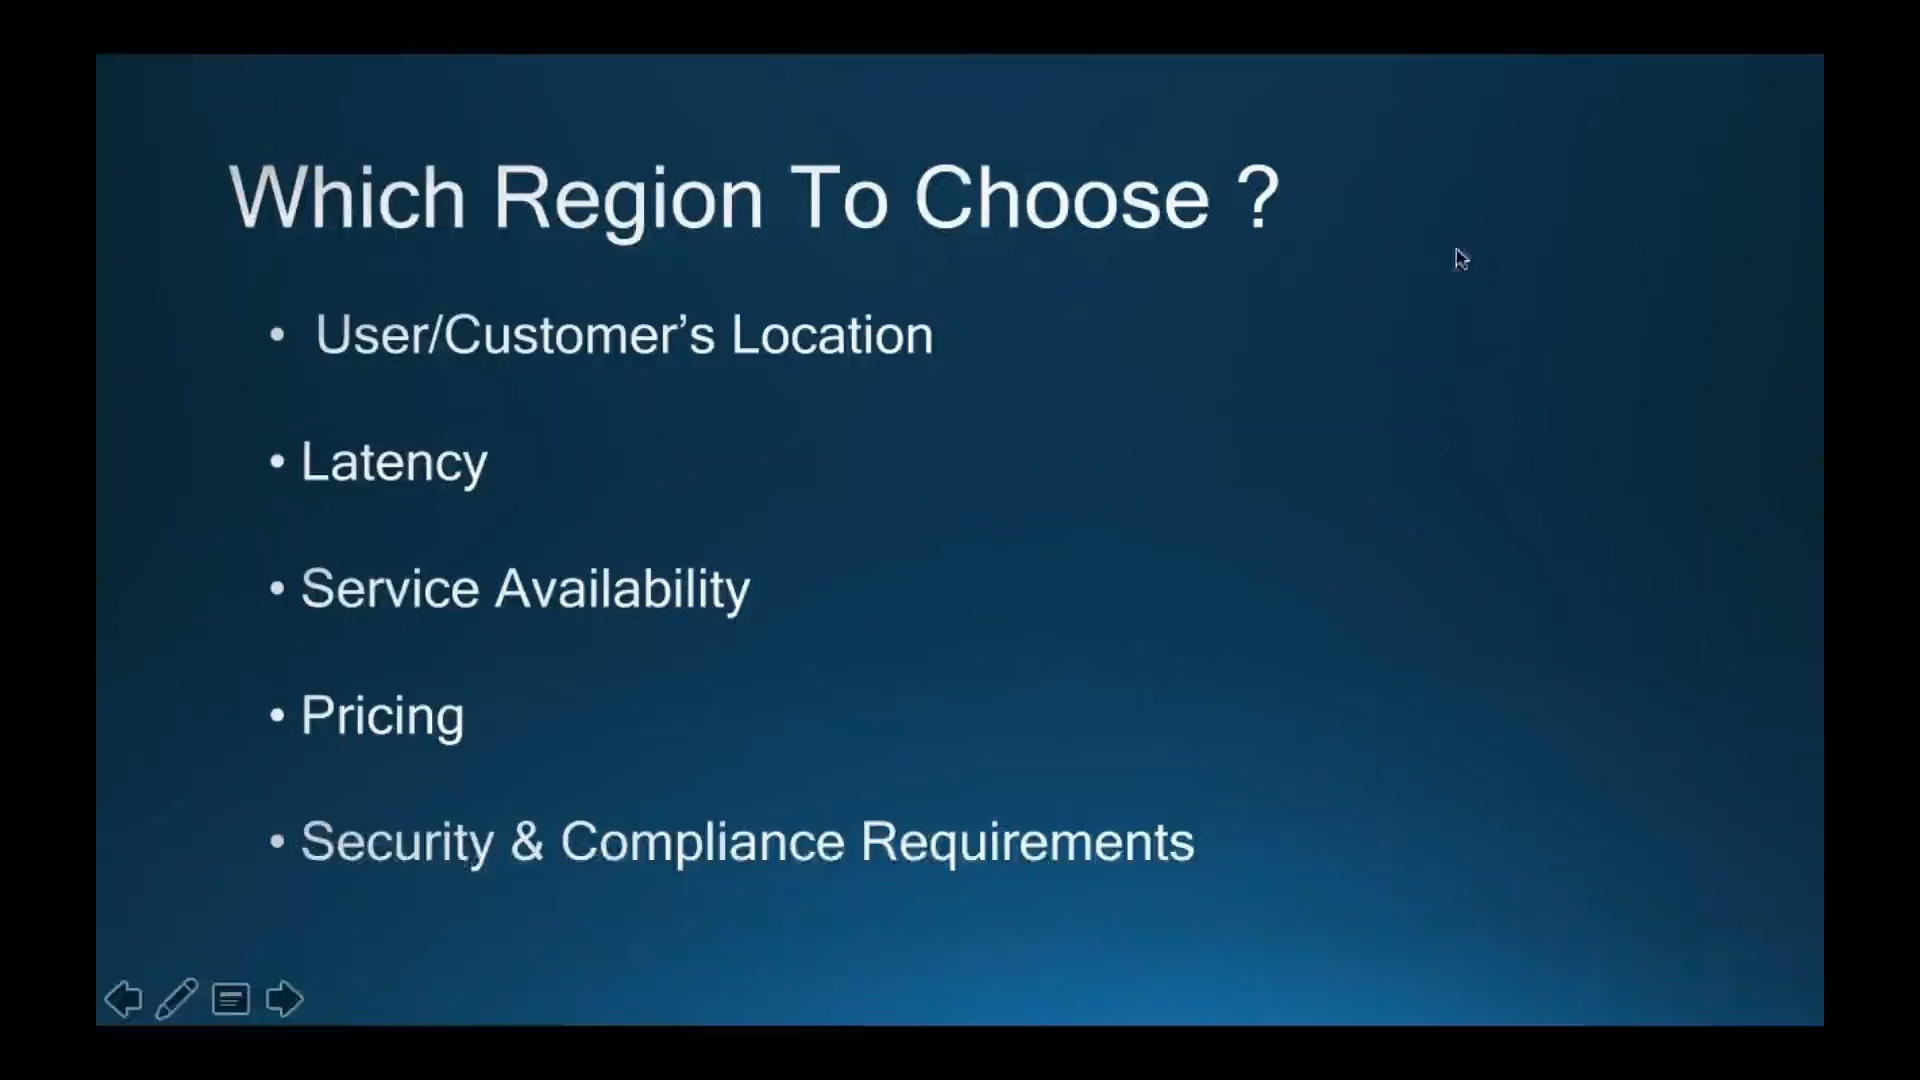 Which Region To Choose ?
• User/Customer’s Location
• Latency
• Service Availability
• Pricing
• Security & Compliance Requirements